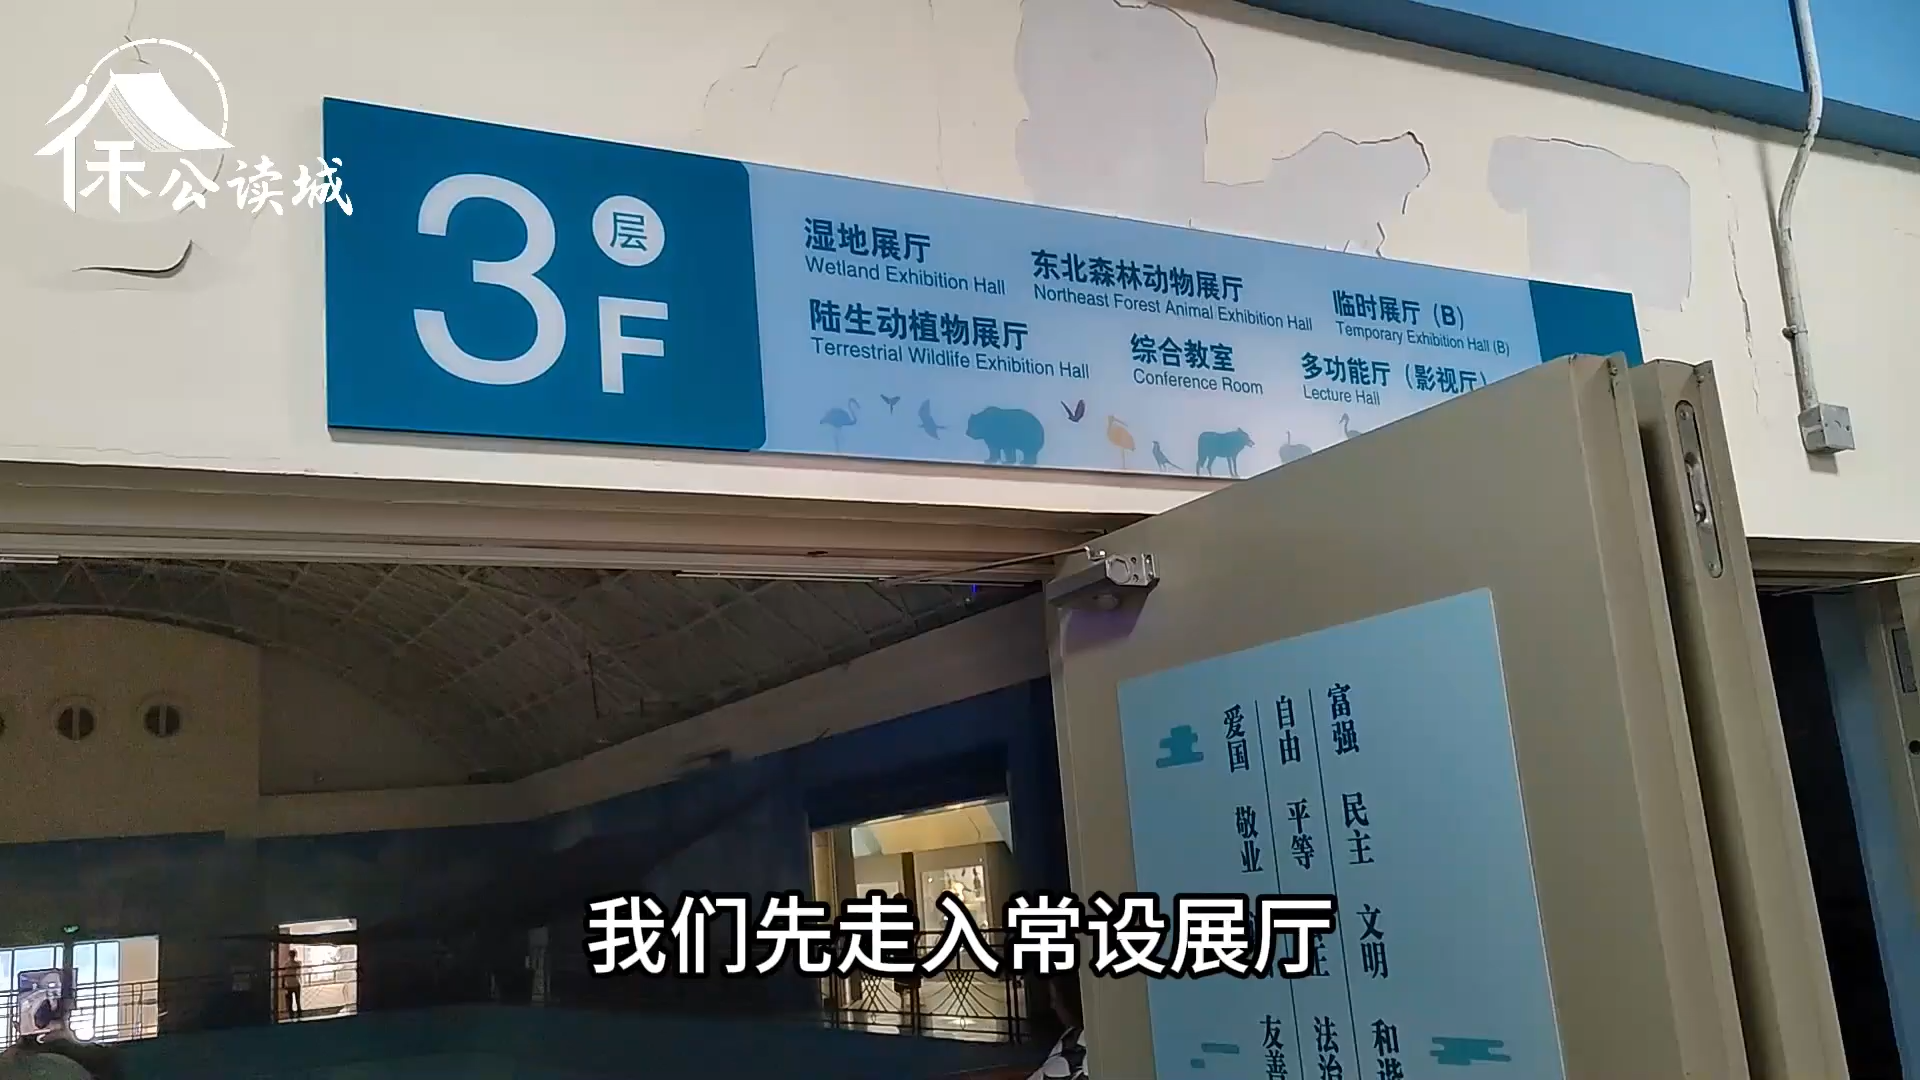 保公读城
3层F
湿地展厅
Wetland Exhibition Hall
东北森林动物展厅
Northeast Forest Animal Exhibition Hall
临时展厅（B）
Temporary Exhibition Hall (B)
陆生动植物展厅
Terrestrial Wildlife Exhibition Hall
综合教室
Conference Room
多功能厅（影视厅）
Lecture Hall
富强 民主 文明 和谐
自由 平等 法治
爱国 敬业 友善
我们先走入常设展厅